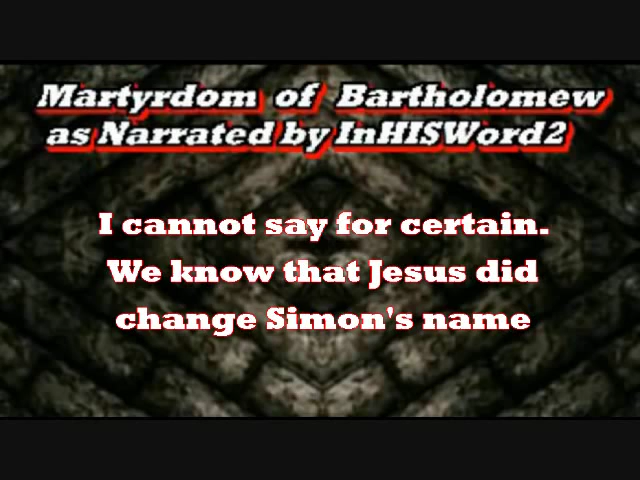 Martyrdom of Bartholomew
as Narrated by InHISWord2
I cannot say for certain.
We know that Jesus did
change Simon's name